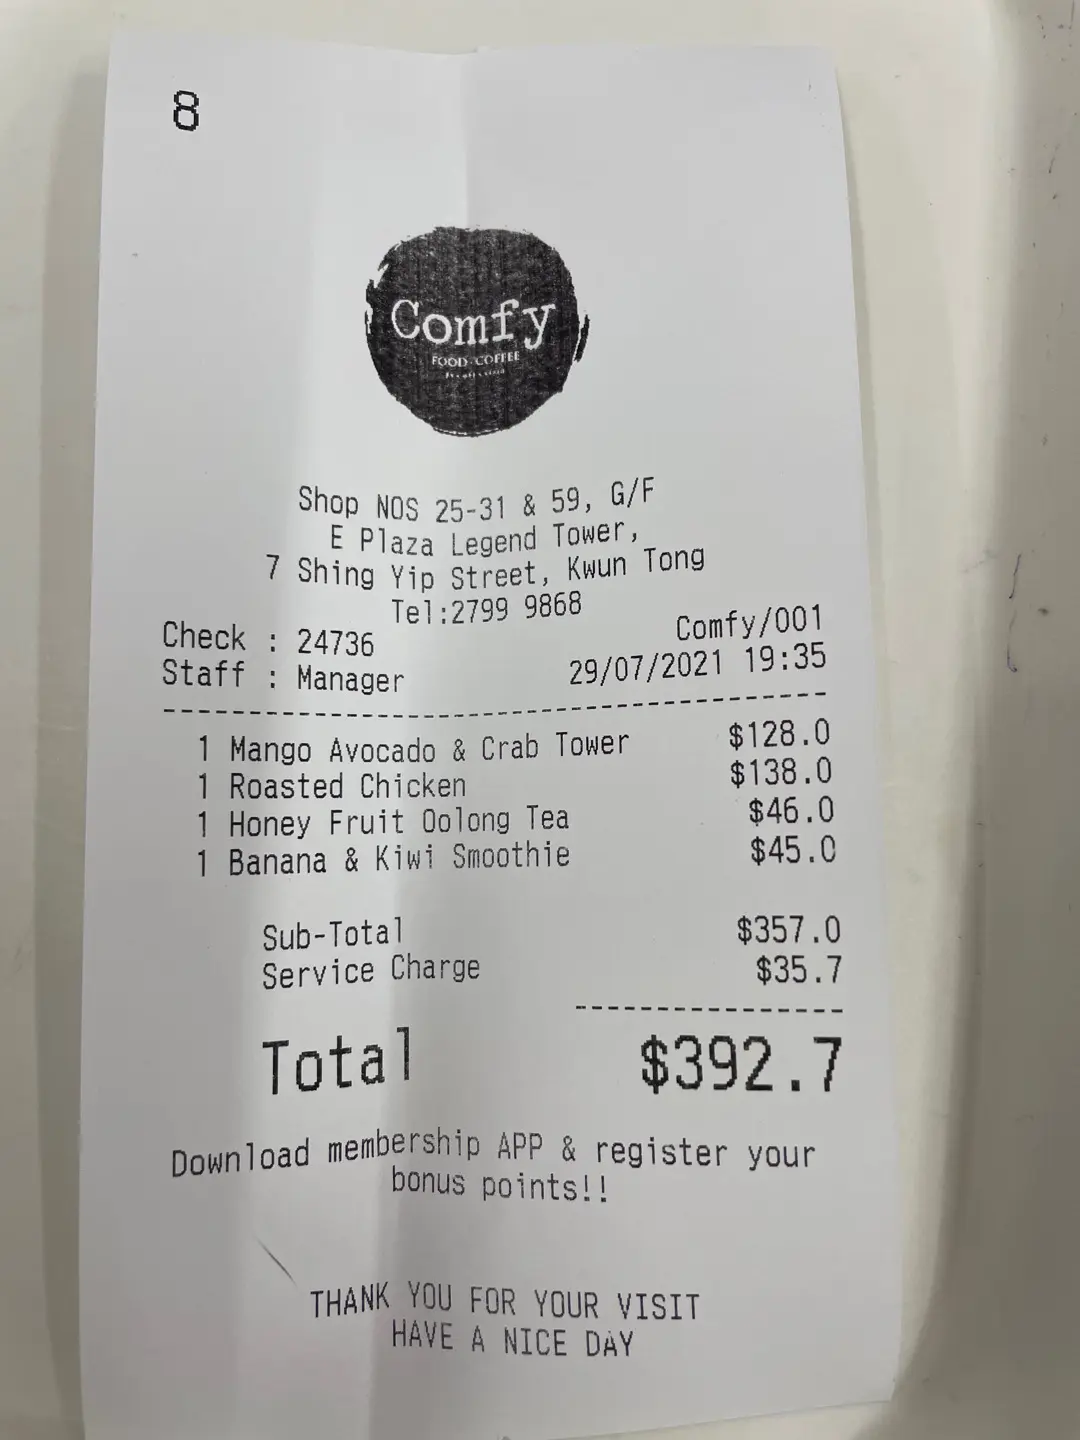 8
Comfy
FOOD · COFFEE
Shop NOS 25-31 & 59, G/F
E Plaza Legend Tower,
7 Shing Yip Street, Kwun Tong
Tel:2799 9868
Check : 24736 Comfy/001
Staff : Manager 29/07/2021 19:35
1 Mango Avocado & Crab Tower $128.0
1 Roasted Chicken $138.0
1 Honey Fruit Oolong Tea $46.0
1 Banana & Kiwi Smoothie $45.0
Sub-Total $357.0
Service Charge $35.7
Total $392.7
Download membership APP & register your
bonus points!!
THANK YOU FOR YOUR VISIT
HAVE A NICE DAY